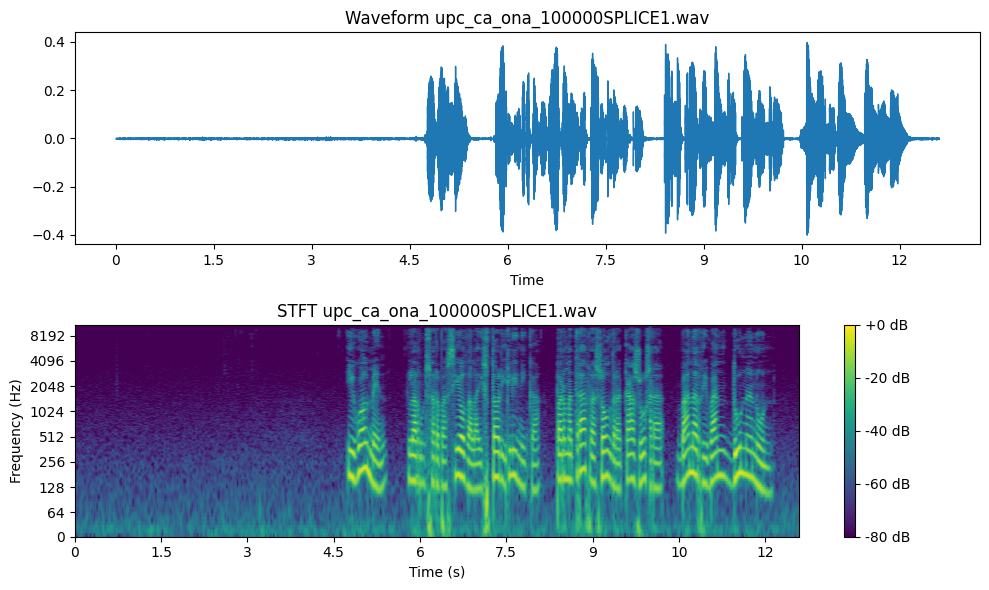 Waveform upc_ca_ona_100000SPLICE1.wav
0.4
0.2
0.0
−0.2
−0.4
0 1.5 3 4.5 6 7.5 9 10 12
Time
STFT upc_ca_ona_100000SPLICE1.wav
8192
4096
2048
1024
512
256
128
64
0
Frequency (Hz)
0 1.5 3 4.5 6 7.5 9 10 12
Time (s)
+0 dB
-20 dB
-40 dB
-60 dB
-80 dB